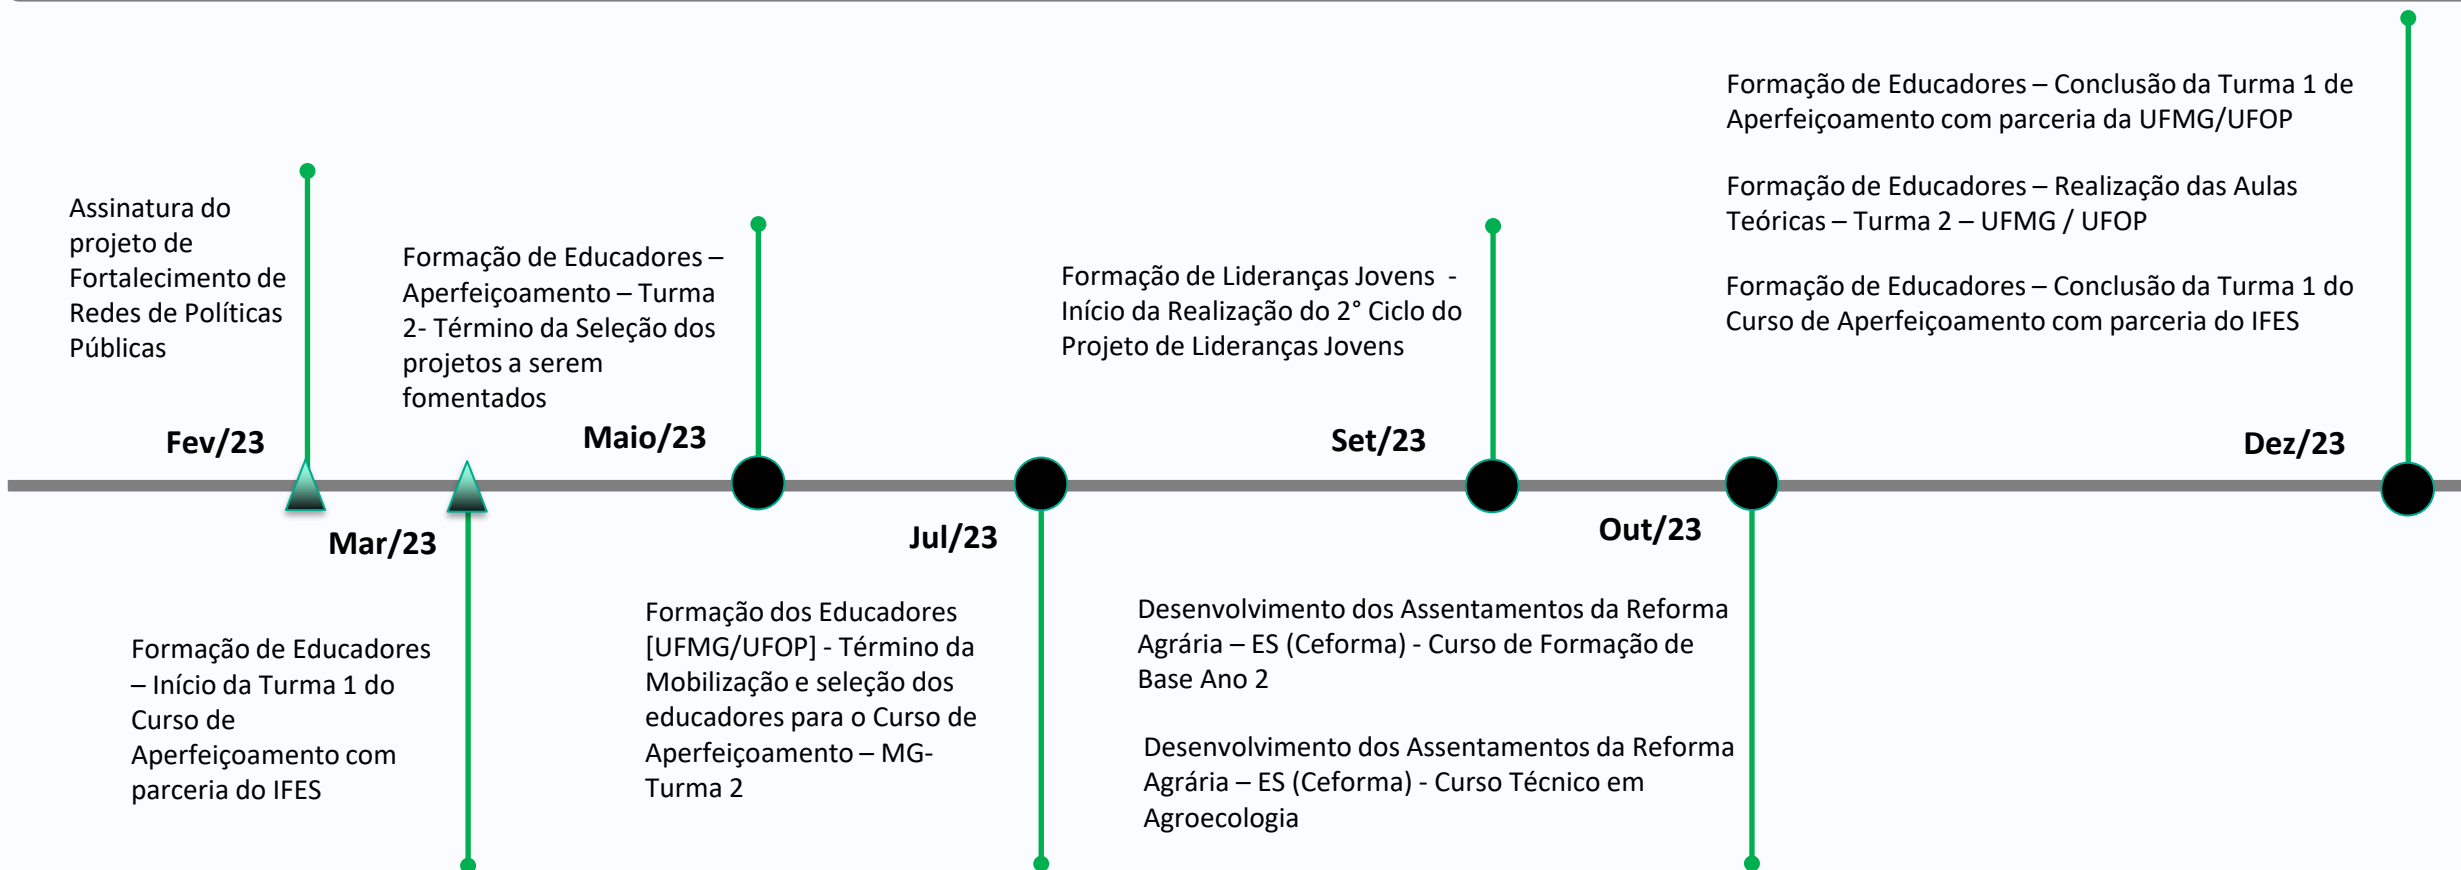 Assinatura do
projeto de
Fortalecimento de
Redes de Políticas
Públicas
Fev/23
Formação de Educadores
– Início da Turma 1 do
Curso de
Aperfeiçoamento com
parceria do IFES
Mar/23
Formação de Educadores –
Aperfeiçoamento – Turma
2- Término da Seleção dos
projetos a serem
fomentados
Maio/23
Formação dos Educadores
[UFMG/UFOP] - Término da
Mobilização e seleção dos
educadores para o Curso de
Aperfeiçoamento – MG-
Turma 2
Jul/23
Formação de Lideranças Jovens -
Início da Realização do 2° Ciclo do
Projeto de Lideranças Jovens
Set/23
Out/23
Desenvolvimento dos Assentamentos da Reforma
Agrária – ES (Ceforma) - Curso de Formação de
Base Ano 2
Desenvolvimento dos Assentamentos da Reforma
Agrária – ES (Ceforma) - Curso Técnico em
Agroecologia
Formação de Educadores – Conclusão da Turma 1 de
Aperfeiçoamento com parceria da UFMG/UFOP
Formação de Educadores – Realização das Aulas
Teóricas – Turma 2 – UFMG / UFOP
Formação de Educadores – Conclusão da Turma 1 do
Curso de Aperfeiçoamento com parceria do IFES
Dez/23